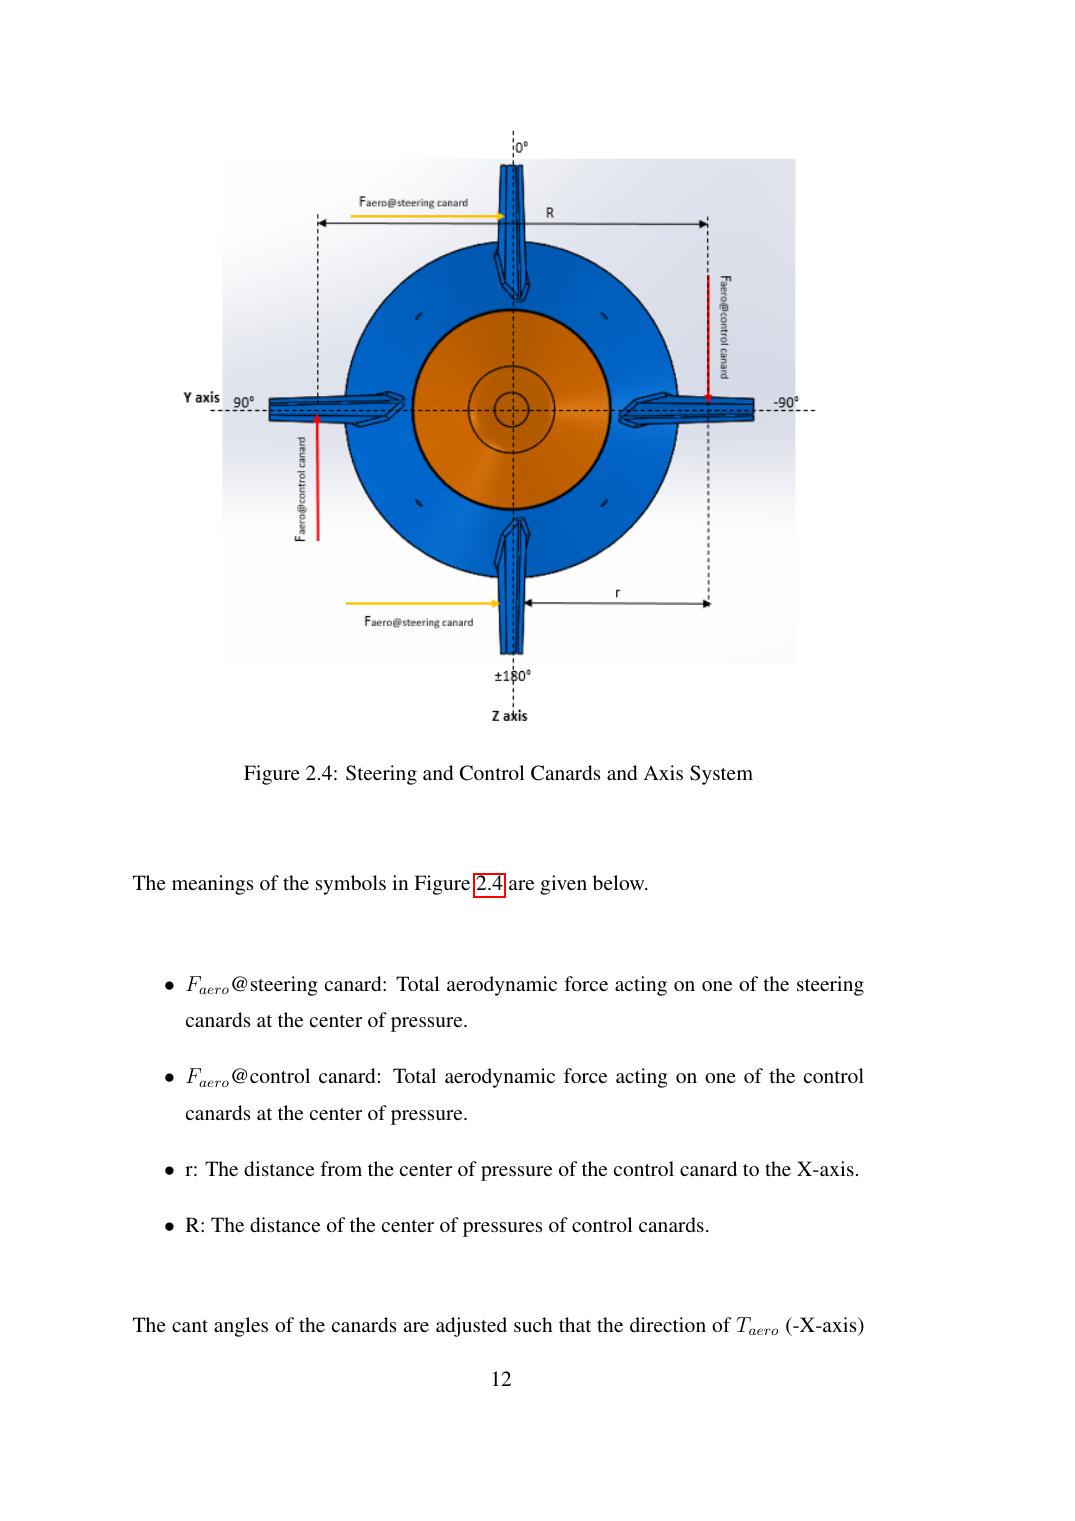 0°
Faero@steering canard
R
Faero@control canard
Y axis
90°
-90°
Faero@control canard
r
Faero@steering canard
±180°
Z axis
Figure 2.4: Steering and Control Canards and Axis System
The meanings of the symbols in Figure 2.4 are given below.
• Faero@steering canard: Total aerodynamic force acting on one of the steering
canards at the center of pressure.
• Faero@control canard: Total aerodynamic force acting on one of the control
canards at the center of pressure.
• r: The distance from the center of pressure of the control canard to the X-axis.
• R: The distance of the center of pressures of control canards.
The cant angles of the canards are adjusted such that the direction of Taero (-X-axis)
12